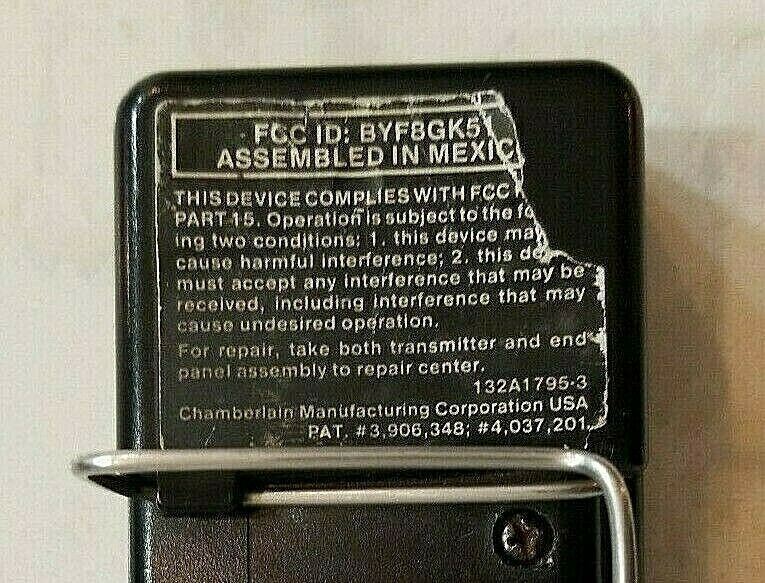 FCC ID: BYF8GK5
ASSEMBLED IN MEXIC
THIS DEVICE COMPLIES WITH FCC
PART 15. Operation is subject to the fo
ing two conditions: 1. this device may
cause harmful interference; 2. this de
must accept any interference that may be
received, including interference that may
cause undesired operation.
For repair, take both transmitter and end
panel assembly to repair center.
132A1795-3
Chamberlain Manufacturing Corporation USA
PAT. #3,906,348; #4,037,201